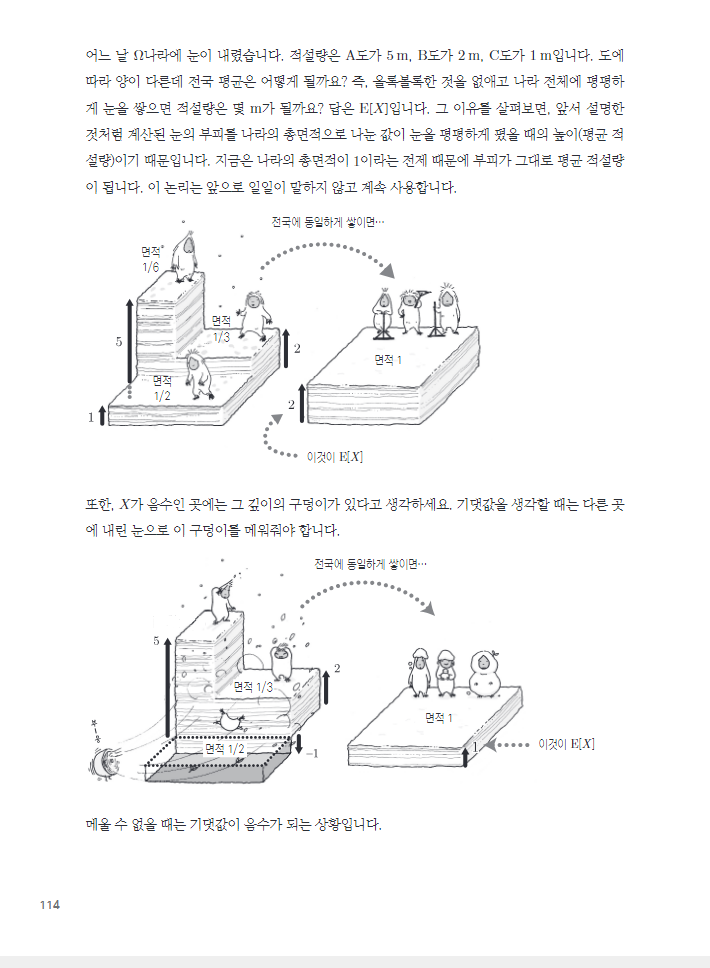 어느 날 Ω나라에 눈이 내렸습니다. 적설량은 A도가 5 m, B도가 2 m, C도가 1 m입니다. 도에
따라 양이 다른데 전국 평균은 어떻게 될까요? 즉, 울록볼록한 것을 없애고 나라 전체에 평평하
게 눈을 쌓으면 적설량은 몇 m가 될까요? 답은 E[X]입니다. 그 이유를 살펴보면, 앞서 설명한
것처럼 계산된 눈의 부피를 나라의 총면적으로 나눈 값이 눈을 평평하게 폈을 때의 높이(평균 적
설량)이기 때문입니다. 지금은 나라의 총면적이 1이라는 전제 때문에 부피가 그대로 평균 적설량
이 됩니다. 이 논리는 앞으로 일일이 말하지 않고 계속 사용합니다.
전국에 동일하게 쌓이면…
면적
1/6
면적
1/3
5
2
면적 1
면적
1/2
1
2
이것이 E[X]
또한, X가 음수인 곳에는 그 깊이의 구덩이가 있다고 생각하세요. 기댓값을 생각할 때는 다른 곳
에 내린 눈으로 이 구덩이를 메워줘야 합니다.
전국에 동일하게 쌓이면…
5
2
면적 1/3
면적 1
부-웅
면적 1/2
−1
1
이것이 E[X]
메울 수 없을 때는 기댓값이 음수가 되는 상황입니다.
114